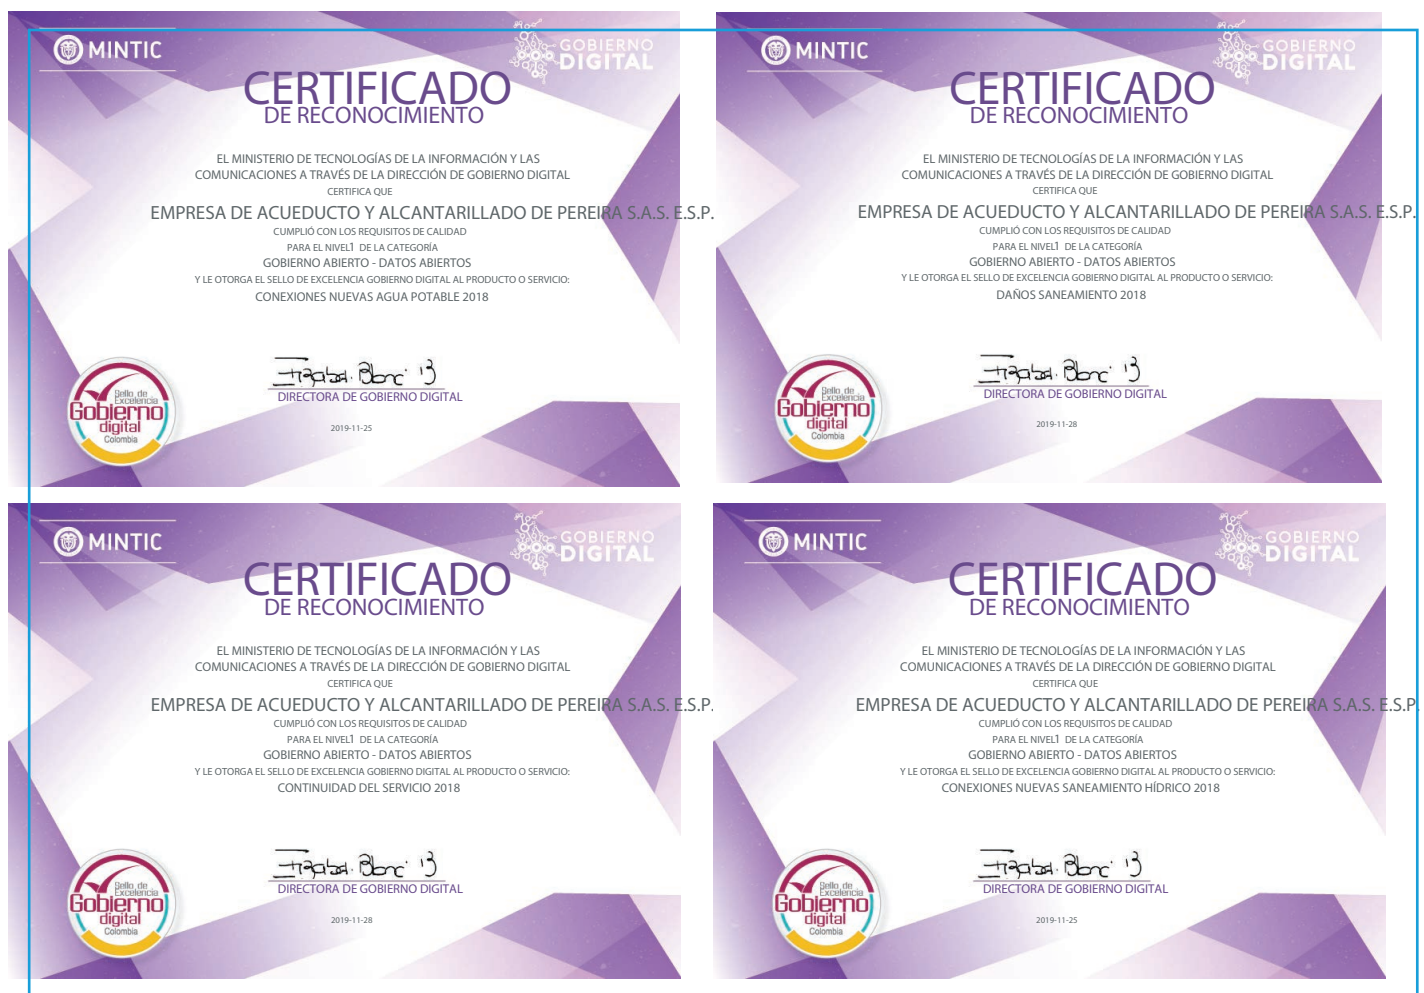 MINTIC
GOBIERNO
DIGITAL
CERTIFICADO
DE RECONOCIMIENTO
EL MINISTERIO DE TECNOLOGÍAS DE LA INFORMACIÓN Y LAS
COMUNICACIONES A TRAVÉS DE LA DIRECCIÓN DE GOBIERNO DIGITAL
CERTIFICA QUE
EMPRESA DE ACUEDUCTO Y ALCANTARILLADO DE PEREIRA S.A.S. E.S.P.
CUMPLIÓ CON LOS REQUISITOS DE CALIDAD
PARA EL NIVEL1 DE LA CATEGORÍA
GOBIERNO ABIERTO - DATOS ABIERTOS
Y LE OTORGA EL SELLO DE EXCELENCIA GOBIERNO DIGITAL AL PRODUCTO O SERVICIO:
CONEXIONES NUEVAS AGUA POTABLE 2018
DIRECTORA DE GOBIERNO DIGITAL
2019-11-25
Sello de
Excelencia
Gobierno
digital
Colombia
MINTIC
GOBIERNO
DIGITAL
CERTIFICADO
DE RECONOCIMIENTO
EL MINISTERIO DE TECNOLOGÍAS DE LA INFORMACIÓN Y LAS
COMUNICACIONES A TRAVÉS DE LA DIRECCIÓN DE GOBIERNO DIGITAL
CERTIFICA QUE
EMPRESA DE ACUEDUCTO Y ALCANTARILLADO DE PEREIRA S.A.S. E.S.P.
CUMPLIÓ CON LOS REQUISITOS DE CALIDAD
PARA EL NIVEL1 DE LA CATEGORÍA
GOBIERNO ABIERTO - DATOS ABIERTOS
Y LE OTORGA EL SELLO DE EXCELENCIA GOBIERNO DIGITAL AL PRODUCTO O SERVICIO:
DAÑOS SANEAMIENTO 2018
DIRECTORA DE GOBIERNO DIGITAL
2019-11-28
Sello de
Excelencia
Gobierno
digital
Colombia
MINTIC
GOBIERNO
DIGITAL
CERTIFICADO
DE RECONOCIMIENTO
EL MINISTERIO DE TECNOLOGÍAS DE LA INFORMACIÓN Y LAS
COMUNICACIONES A TRAVÉS DE LA DIRECCIÓN DE GOBIERNO DIGITAL
CERTIFICA QUE
EMPRESA DE ACUEDUCTO Y ALCANTARILLADO DE PEREIRA S.A.S. E.S.P.
CUMPLIÓ CON LOS REQUISITOS DE CALIDAD
PARA EL NIVEL1 DE LA CATEGORÍA
GOBIERNO ABIERTO - DATOS ABIERTOS
Y LE OTORGA EL SELLO DE EXCELENCIA GOBIERNO DIGITAL AL PRODUCTO O SERVICIO:
CONTINUIDAD DEL SERVICIO 2018
DIRECTORA DE GOBIERNO DIGITAL
2019-11-28
Sello de
Excelencia
Gobierno
digital
Colombia
MINTIC
GOBIERNO
DIGITAL
CERTIFICADO
DE RECONOCIMIENTO
EL MINISTERIO DE TECNOLOGÍAS DE LA INFORMACIÓN Y LAS
COMUNICACIONES A TRAVÉS DE LA DIRECCIÓN DE GOBIERNO DIGITAL
CERTIFICA QUE
EMPRESA DE ACUEDUCTO Y ALCANTARILLADO DE PEREIRA S.A.S. E.S.P.
CUMPLIÓ CON LOS REQUISITOS DE CALIDAD
PARA EL NIVEL1 DE LA CATEGORÍA
GOBIERNO ABIERTO - DATOS ABIERTOS
Y LE OTORGA EL SELLO DE EXCELENCIA GOBIERNO DIGITAL AL PRODUCTO O SERVICIO:
CONEXIONES NUEVAS SANEAMIENTO HÍDRICO 2018
DIRECTORA DE GOBIERNO DIGITAL
2019-11-25
Sello de
Excelencia
Gobierno
digital
Colombia